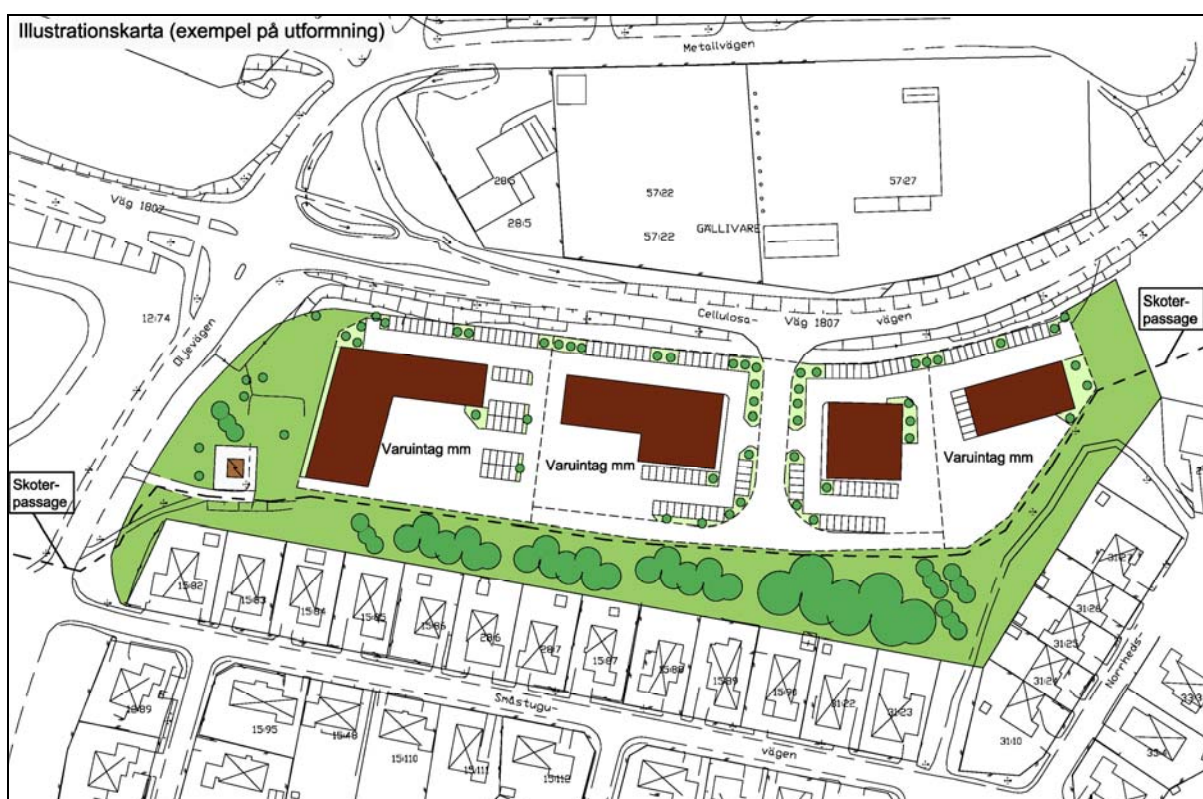 Illustrationskarta (exempel på utformning)
Metallvägen
28:5
28:5
57:22
57:22
57:27
GÄLLIVARE
Väg 1807
Cellulosa-
Väg 1807
vägen
Skoter-
passage
12:74
Oljevägen
Varuintag mm
Varuintag mm
Varuintag mm
Skoter-
passage
15:82
15:83
15:84
15:85
15:86
28:6
28:7
15:87
15:88
15:89
15:90
31:22
31:23
31:27
31:26
31:25
31:24
31:10
Norrheds-
Småstugu-
vägen
18:89
15:95
15:48
15:110
15:111
15:112